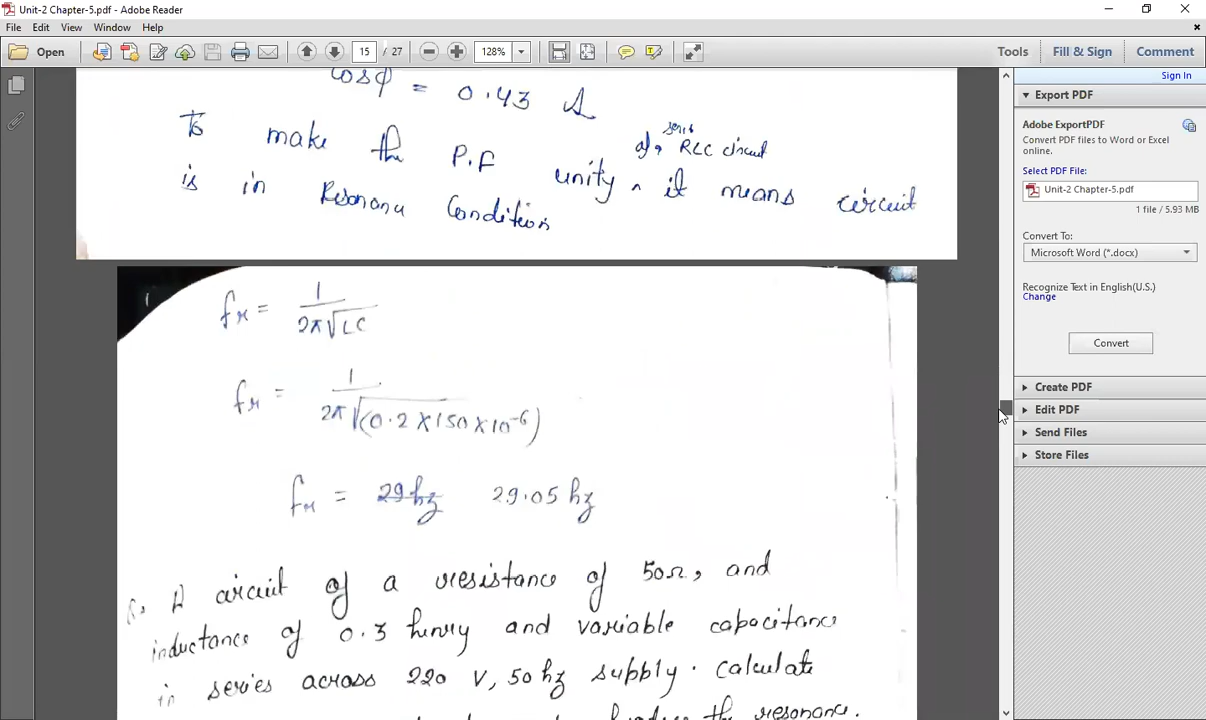 Unit-2 Chapter-5.pdf - Adobe Reader
File Edit View Window Help
Open 15 / 27 128% Tools Fill & Sign Comment
Sign In
Export PDF
Adobe ExportPDF
Convert PDF files to Word or Excel
online.
Select PDF File:
Unit-2 Chapter-5.pdf
1 file / 5.93 MB
Convert To:
Microsoft Word (*.docx)
Recognize Text in English(U.S.)
Change
Convert
Create PDF
Edit PDF
Send Files
Store Files
cosφ = 0.43
To make the P.F unity ^ of series RLC circuit it means circuit
is in Resonance Condition
fr = 1 / 2π√LC
fr = 1 / 2π√(0.2×150×10⁻⁶)
fr = 29 hz 29.05 hz
A circuit of a resistance of 50Ω, and
inductance of 0.3 henry and variable capacitance
in series across 220 V, 50 hz supply. calculate
the resonance.